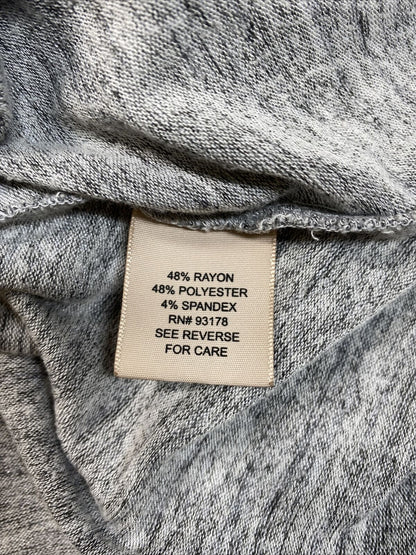 48% RAYON
48% POLYESTER
4% SPANDEX
RN# 93178
SEE REVERSE
FOR CARE